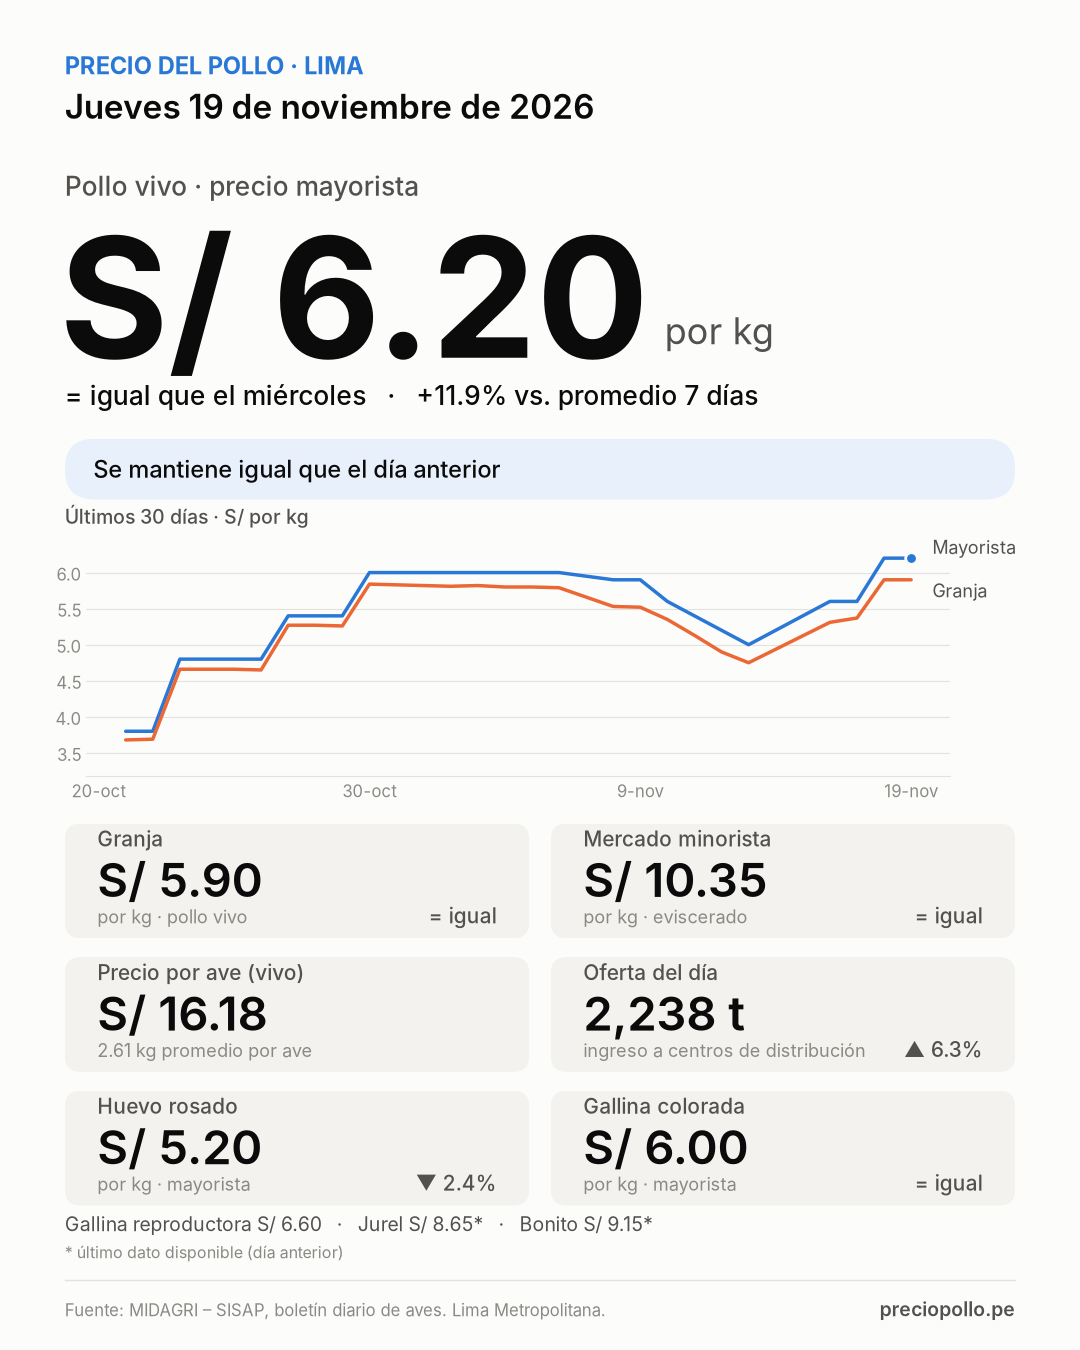 PRECIO DEL POLLO · LIMA
Jueves 19 de noviembre de 2026
Pollo vivo · precio mayorista
S/ 6.20 por kg
= igual que el miércoles · +11.9% vs. promedio 7 días
Se mantiene igual que el día anterior
Últimos 30 días · S/ por kg
Mayorista
Granja
6.0
5.5
5.0
4.5
4.0
3.5
20-oct 30-oct 9-nov 19-nov
Granja
S/ 5.90
por kg · pollo vivo = igual
Mercado minorista
S/ 10.35
por kg · eviscerado = igual
Precio por ave (vivo)
S/ 16.18
2.61 kg promedio por ave
Oferta del día
2,238 t
ingreso a centros de distribución ▲ 6.3%
Huevo rosado
S/ 5.20
por kg · mayorista ▼ 2.4%
Gallina colorada
S/ 6.00
por kg · mayorista = igual
Gallina reproductora S/ 6.60 · Jurel S/ 8.65* · Bonito S/ 9.15*
* último dato disponible (día anterior)
Fuente: MIDAGRI – SISAP, boletín diario de aves. Lima Metropolitana.
preciopollo.pe